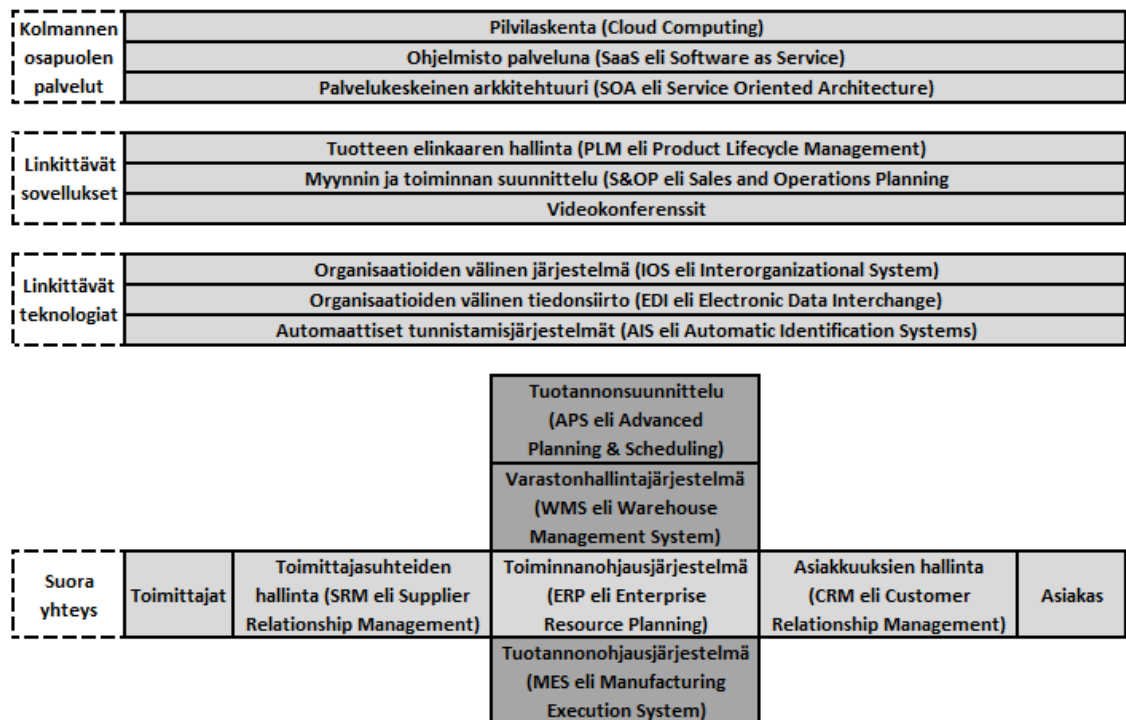 Kolmannen
osapuolen
palvelut
Pilvilaskenta (Cloud Computing)
Ohjelmisto palveluna (SaaS eli Software as Service)
Palvelukeskeinen arkkitehtuuri (SOA eli Service Oriented Architecture)
Linkittävät
sovellukset
Tuotteen elinkaaren hallinta (PLM eli Product Lifecycle Management)
Myynnin ja toiminnan suunnittelu (S&OP eli Sales and Operations Planning
Videokonferenssit
Linkittävät
teknologiat
Organisaatioiden välinen järjestelmä (IOS eli Interorganizational System)
Organisaatioiden välinen tiedonsiirto (EDI eli Electronic Data Interchange)
Automaattiset tunnistamisjärjestelmät (AIS eli Automatic Identification Systems)
Tuotannonsuunnittelu
(APS eli Advanced
Planning & Scheduling)
Varastonhallintajärjestelmä
(WMS eli Warehouse
Management System)
Suora
yhteys
Toimittajat
Toimittajasuhteiden
hallinta (SRM eli Supplier
Relationship Management)
Toiminnanohjausjärjestelmä
(ERP eli Enterprise
Resource Planning)
Asiakkuuksien hallinta
(CRM eli Customer
Relationship Management)
Asiakas
Tuotannonohjausjärjestelmä
(MES eli Manufacturing
Execution System)